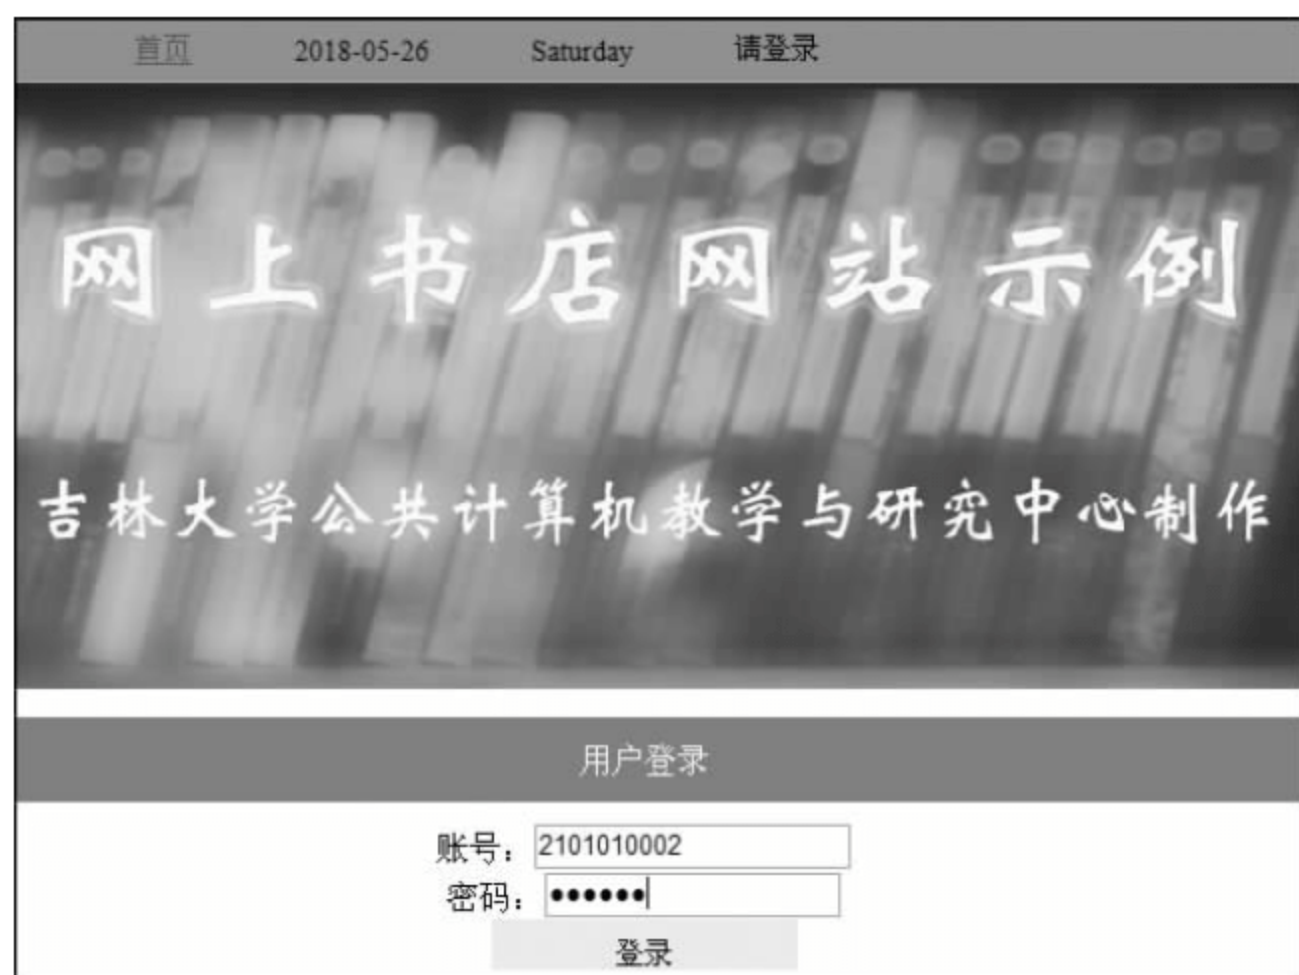 首页 2018-05-26 Saturday 请登录
网上书店网站示例
吉林大学公共计算机教学与研究中心制作
用户登录
账号：2101010002
密码：••••••
登录